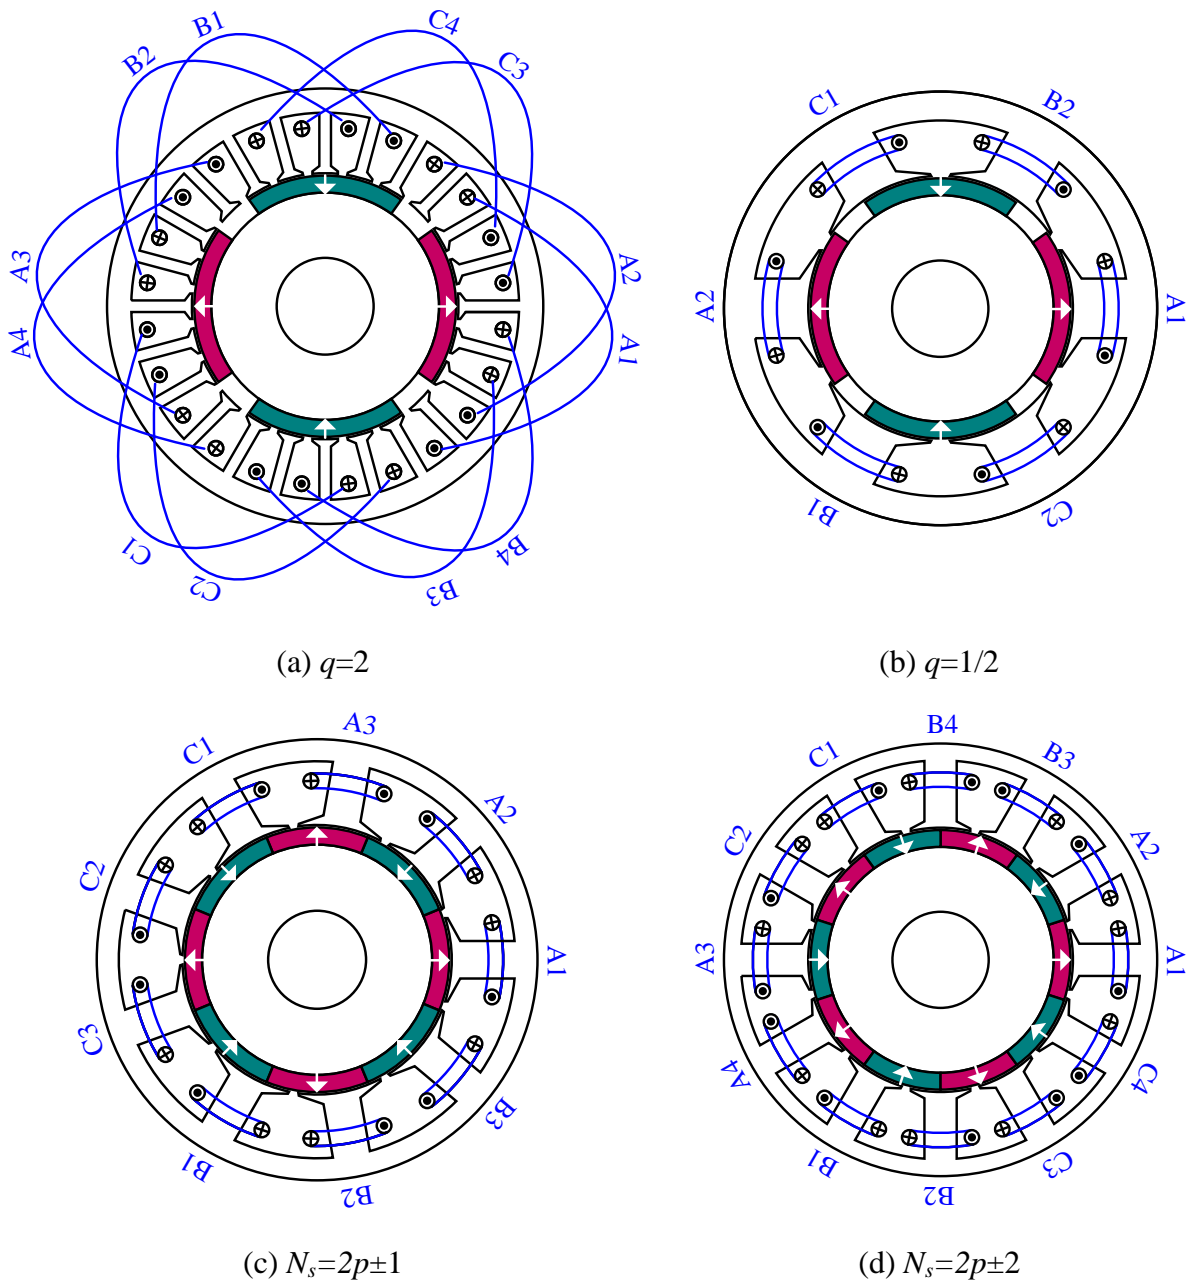 B1
C4
B2
C3
A3
A2
A4
A1
C1
B4
C2
B3
(a) q=2
C1
B2
A2
A1
B1
C2
(b) q=1/2
A3
C1
A2
C2
A1
C3
B3
B1
B2
(c) Nₛ=2p±1
B4
C1
B3
C2
A2
A3
A1
A4
C4
B1
C3
B2
(d) Nₛ=2p±2